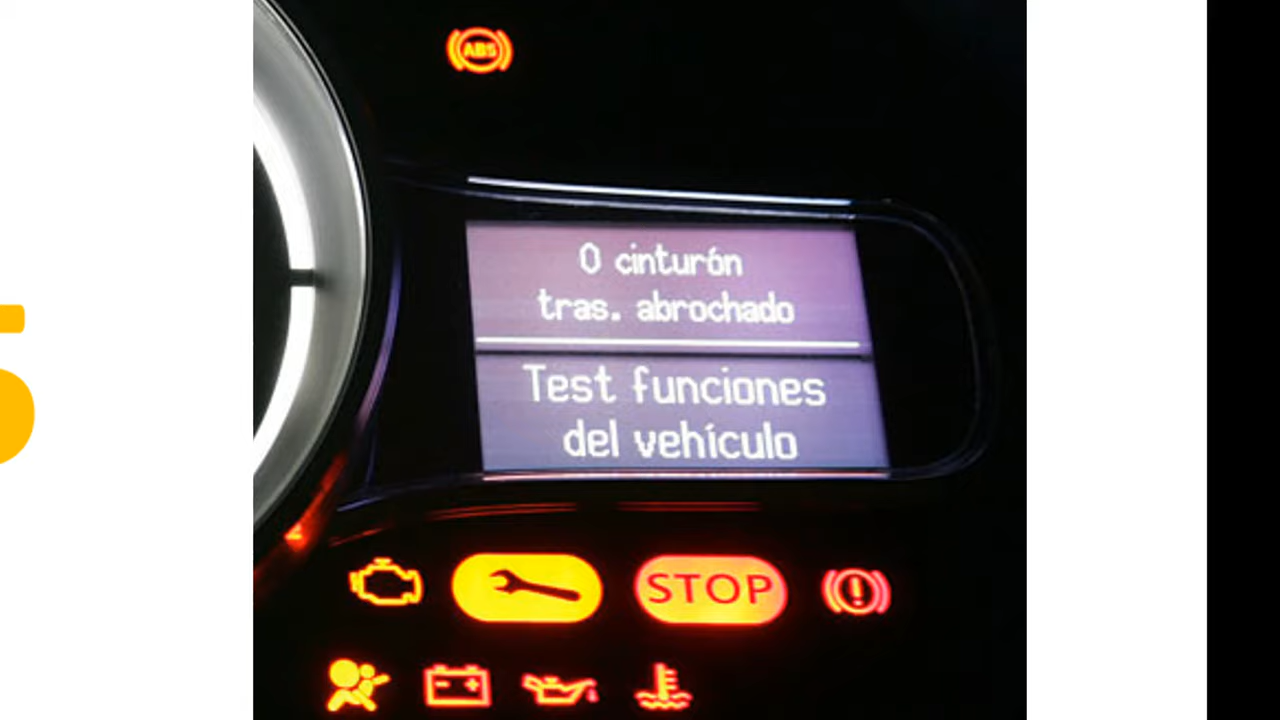 ABS
0 cinturón
tras. abrochado
Test funciones
del vehículo
STOP